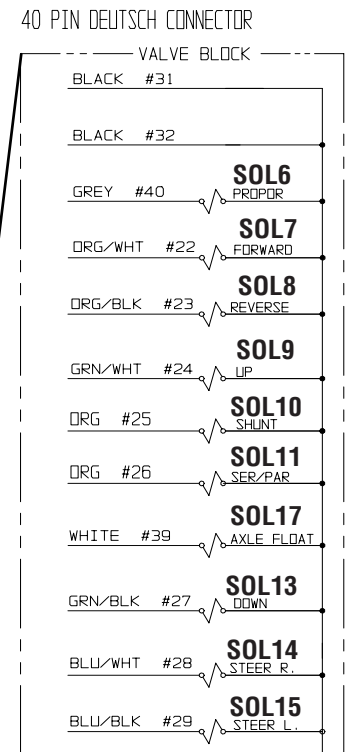 40 PIN DEUTSCH CONNECTOR
VALVE BLOCK
BLACK #31
BLACK #32
GREY #40 SOL6 PROPOR
ORG/WHT #22 SOL7 FORWARD
ORG/BLK #23 SOL8 REVERSE
GRN/WHT #24 SOL9 UP
ORG #25 SOL10 SHUNT
ORG #26 SOL11 SER/PAR
WHITE #39 SOL17 AXLE FLOAT
GRN/BLK #27 SOL13 DOWN
BLU/WHT #28 SOL14 STEER R.
BLU/BLK #29 SOL15 STEER L.